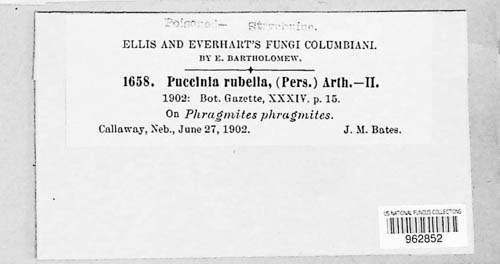 Poisoned— Strychnine.
ELLIS AND EVERHART'S FUNGI COLUMBIANI.
BY E. BARTHOLOMEW.
1658. Puccinia rubella, (Pers.) Arth.—II.
1902: Bot. Gazette, XXXIV. p. 15.
On Phragmites phragmites.
Callaway, Neb., June 27, 1902. J. M. Bates.
US NATIONAL FUNGUS COLLECTIONS
962852